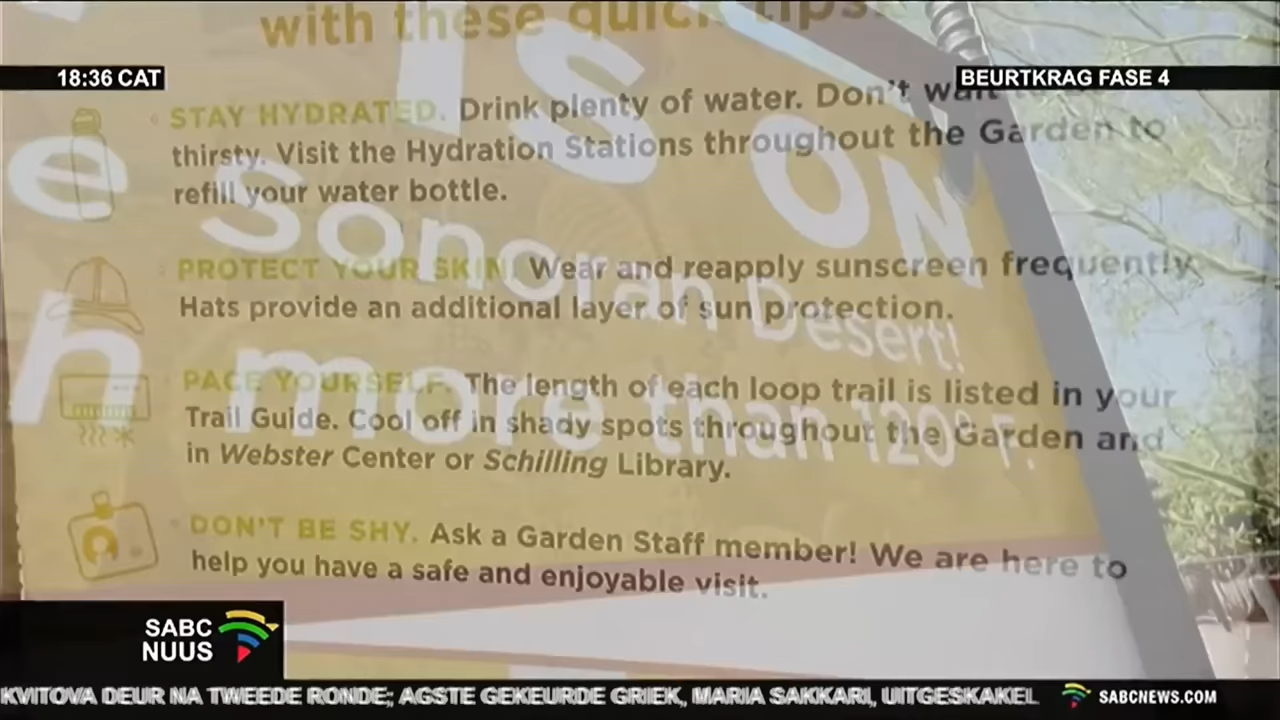 with these quick tips.
18:36 CAT
BEURTKRAG FASE 4
STAY HYDRATED. Drink plenty of water. Don't
thirsty. Visit the Hydration Stations throughout the Garden to
refill your water bottle.
PROTECT YOUR SKIN. Wear and reapply sunscreen frequently.
Hats provide an additional layer of sun protection.
PACE YOURSELF. The length of each loop trail is listed in your
Trail Guide. Cool off in shady spots throughout the Garden and
in Webster Center or Schilling Library.
DON'T BE SHY. Ask a Garden Staff member! We are here to
help you have a safe and enjoyable visit.
IS ON
e Sonoran Desert!
h more than 120° F.
SABC
NUUS
KVITOVA DEUR NA TWEEDE RONDE; AGSTE GEKEURDE GRIEK, MARIA SAKKARI, UITGESKAKEL
SABCNEWS.COM